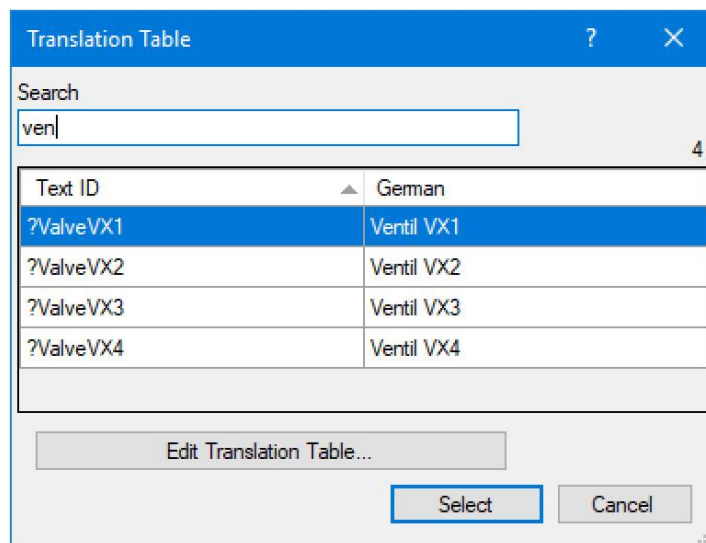 Translation Table ?
Search
ven
4
Text ID German
?ValveVX1 Ventil VX1
?ValveVX2 Ventil VX2
?ValveVX3 Ventil VX3
?ValveVX4 Ventil VX4
Edit Translation Table...
Select Cancel